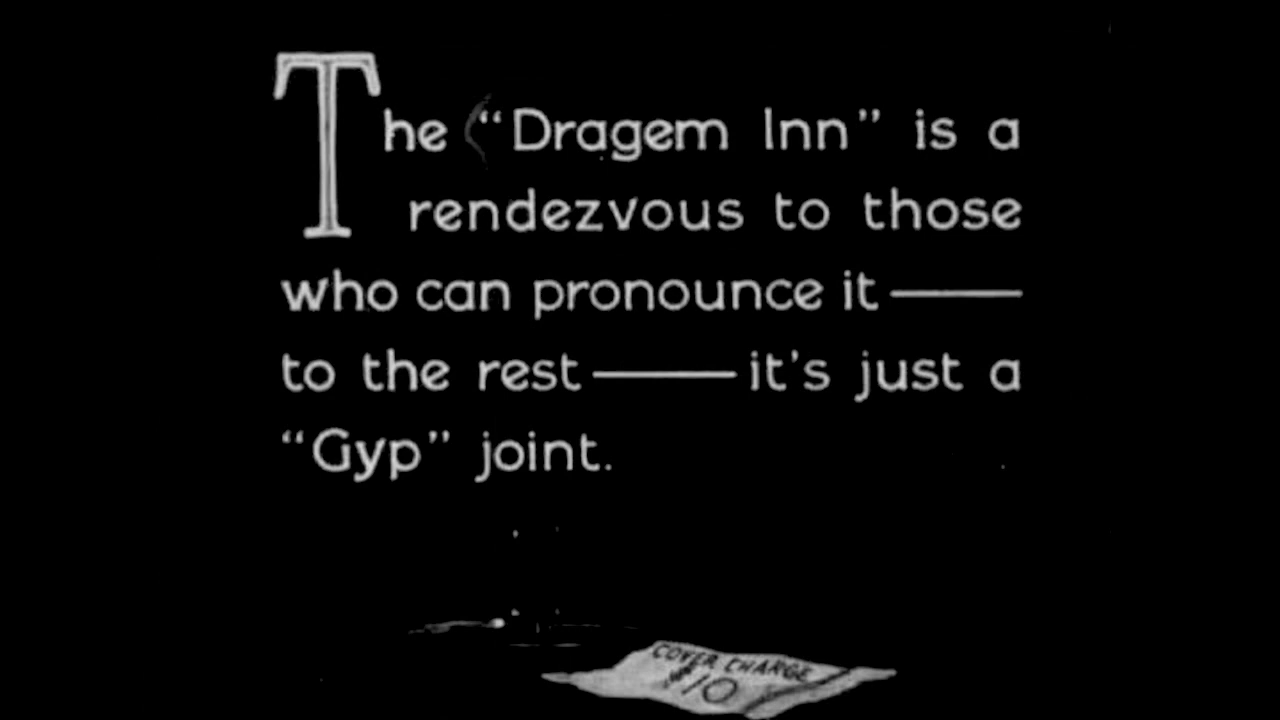 The “Dragem Inn” is a
rendezvous to those
who can pronounce it —
to the rest — it's just a
“Gyp” joint.
COVER CHARGE
$10